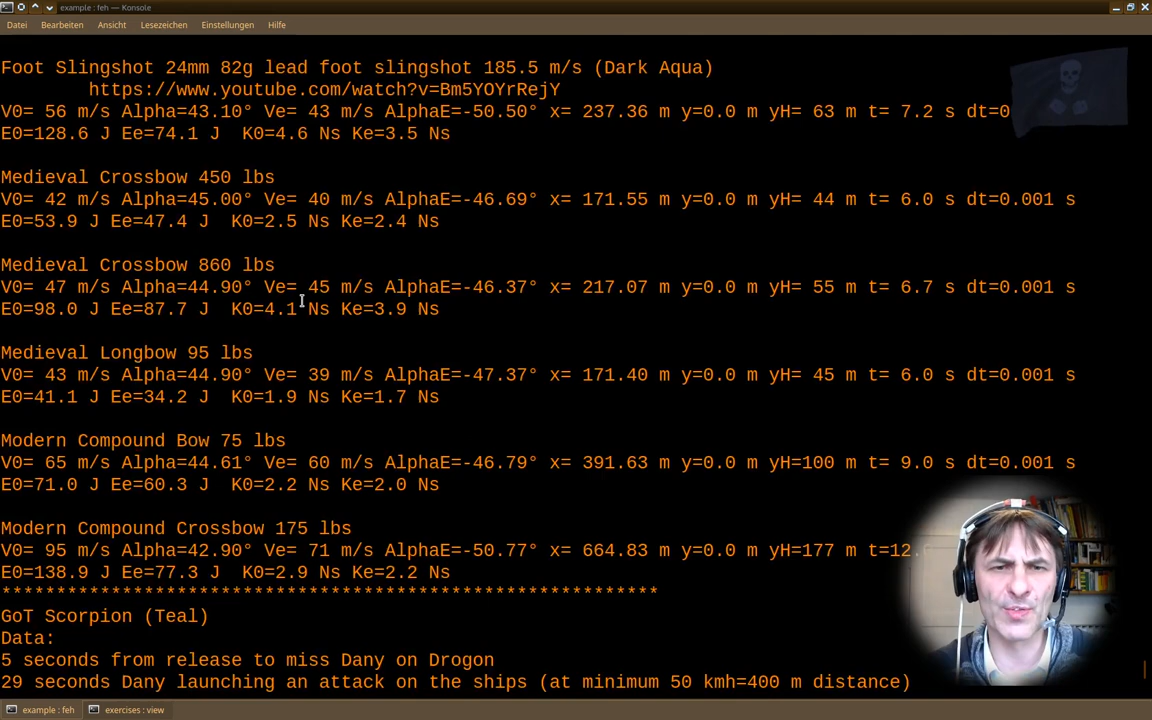 example : feh — Konsole
Datei Bearbeiten Ansicht Lesezeichen Einstellungen Hilfe
Foot Slingshot 24mm 82g lead foot slingshot 185.5 m/s (Dark Aqua)
https://www.youtube.com/watch?v=Bm5YOYrRejY
V0= 56 m/s Alpha=43.10° Ve= 43 m/s AlphaE=-50.50° x= 237.36 m y=0.0 m yH= 63 m t= 7.2 s dt=0
E0=128.6 J Ee=74.1 J K0=4.6 Ns Ke=3.5 Ns
Medieval Crossbow 450 lbs
V0= 42 m/s Alpha=45.00° Ve= 40 m/s AlphaE=-46.69° x= 171.55 m y=0.0 m yH= 44 m t= 6.0 s dt=0.001 s
E0=53.9 J Ee=47.4 J K0=2.5 Ns Ke=2.4 Ns
Medieval Crossbow 860 lbs
V0= 47 m/s Alpha=44.90° Ve= 45 m/s AlphaE=-46.37° x= 217.07 m y=0.0 m yH= 55 m t= 6.7 s dt=0.001 s
E0=98.0 J Ee=87.7 J K0=4.1 Ns Ke=3.9 Ns
Medieval Longbow 95 lbs
V0= 43 m/s Alpha=44.90° Ve= 39 m/s AlphaE=-47.37° x= 171.40 m y=0.0 m yH= 45 m t= 6.0 s dt=0.001 s
E0=41.1 J Ee=34.2 J K0=1.9 Ns Ke=1.7 Ns
Modern Compound Bow 75 lbs
V0= 65 m/s Alpha=44.61° Ve= 60 m/s AlphaE=-46.79° x= 391.63 m y=0.0 m yH=100 m t= 9.0 s dt=0.001 s
E0=71.0 J Ee=60.3 J K0=2.2 Ns Ke=2.0 Ns
Modern Compound Crossbow 175 lbs
V0= 95 m/s Alpha=42.90° Ve= 71 m/s AlphaE=-50.77° x= 664.83 m y=0.0 m yH=177 m t=12.
E0=138.9 J Ee=77.3 J K0=2.9 Ns Ke=2.2 Ns
************************************************************
GoT Scorpion (Teal)
Data:
5 seconds from release to miss Dany on Drogon
29 seconds Dany launching an attack on the ships (at minimum 50 kmh=400 m distance)
example : feh exercises : view